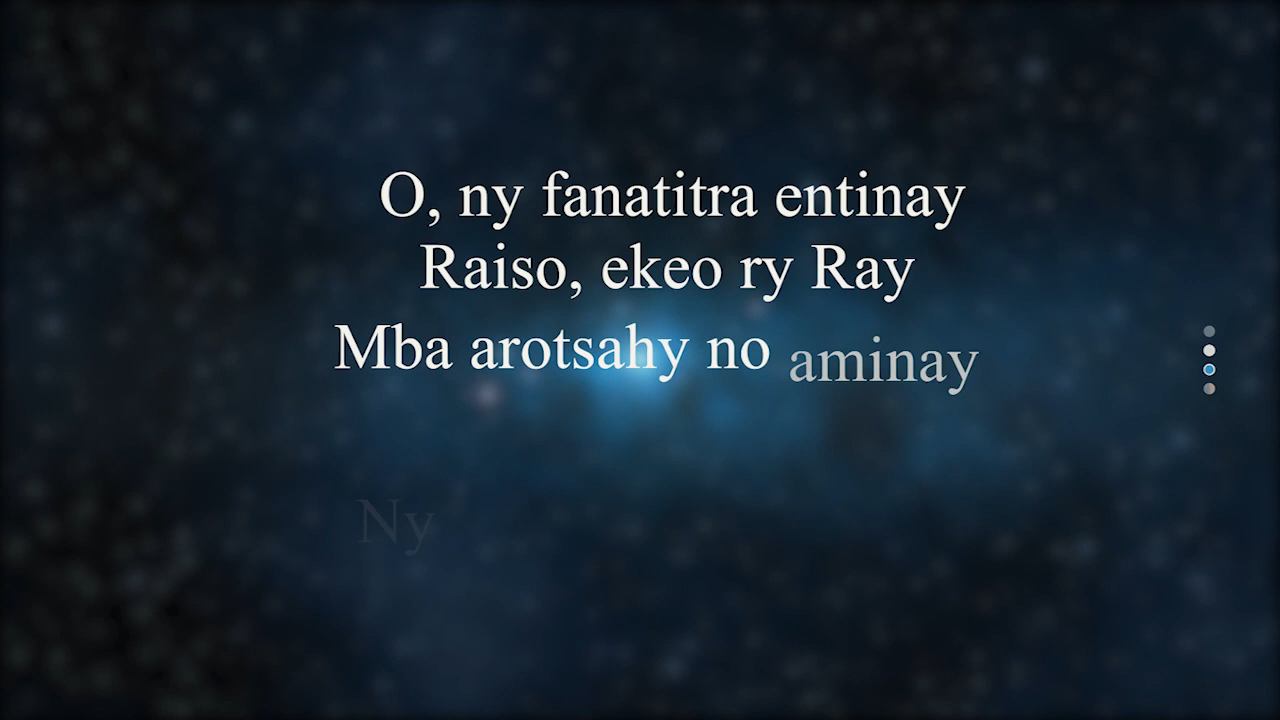 O, ny fanatitra entinay
Raiso, ekeo ry Ray
Mba arotsahy no aminay
Ny